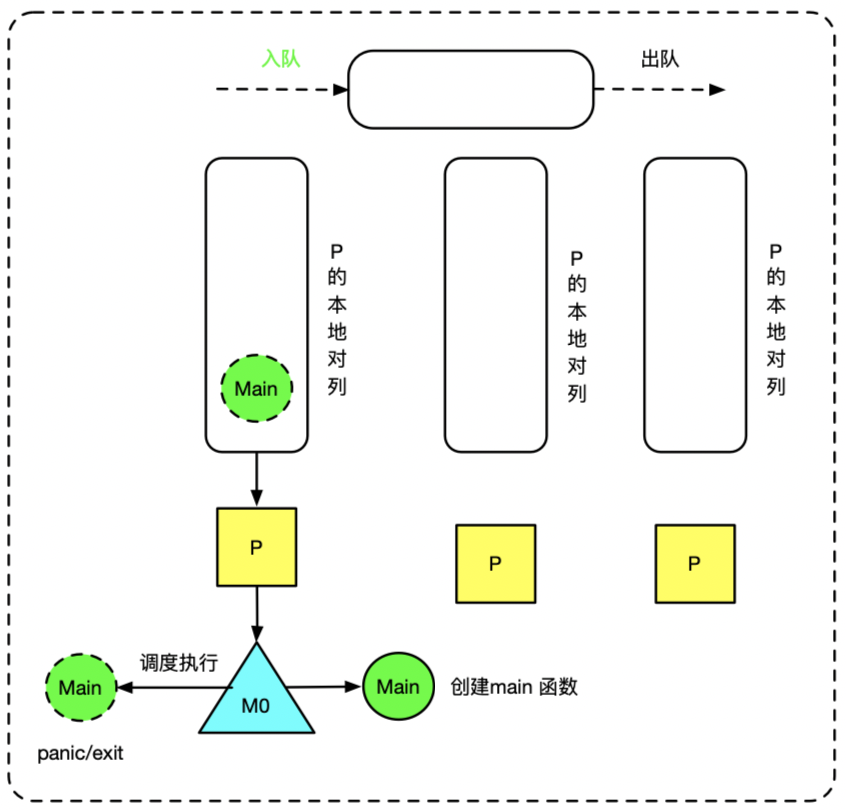 入队
出队
P的本地对列
P的本地对列
P的本地对列
Main
P
P
P
调度执行
Main
M0
Main
创建main 函数
panic/exit